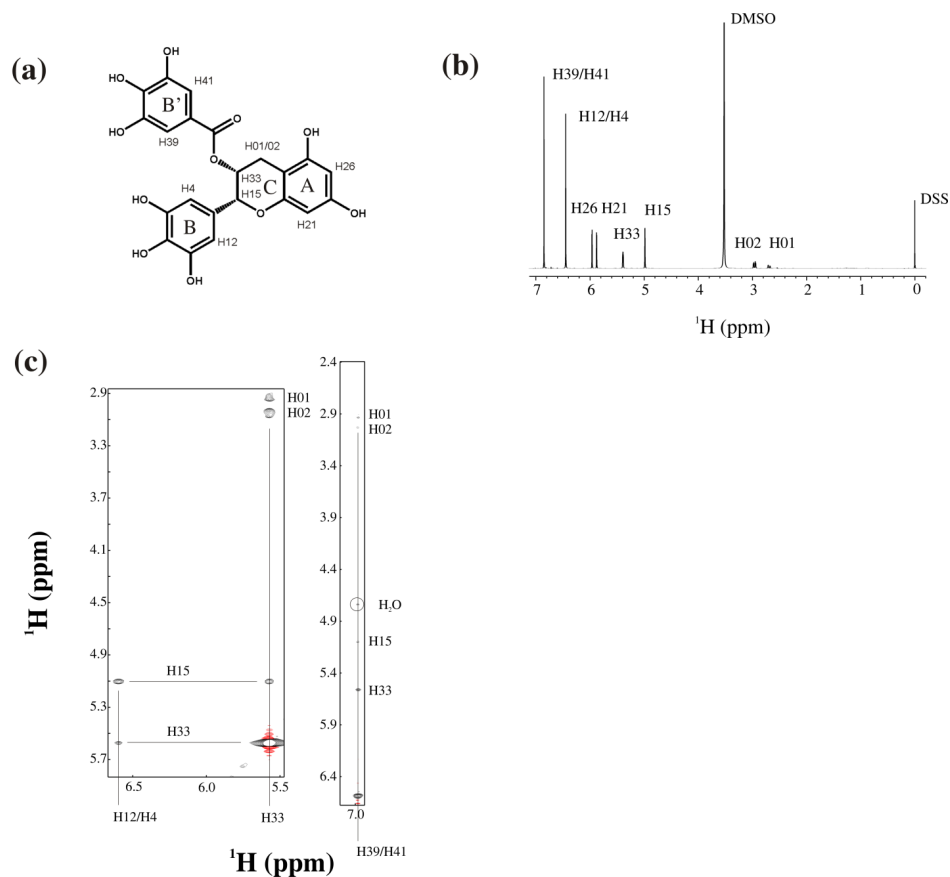 (a)
OH
HO
H41
B'
HO
H39
O
O
H01/02
OH
H33
H26
H4
H15
C
A
HO
B
O
H21
OH
HO
H12
OH
(b)
DMSO
H39/H41
H12/H4
DSS
H26 H21
H15
H33
H02 H01
7 6 5 4 3 2 1 0
¹H (ppm)
(c)
2.4
2.9
H01
H02
2.9
H01
H02
3.3
3.4
3.7
3.9
4.1
4.4
4.5
H₂O
4.9
4.9
H15
H15
5.3
5.4
H33
H33
5.7
5.9
6.4
6.5 6.0 5.5
7.0
H12/H4
H33
H39/H41
¹H (ppm)
¹H (ppm)